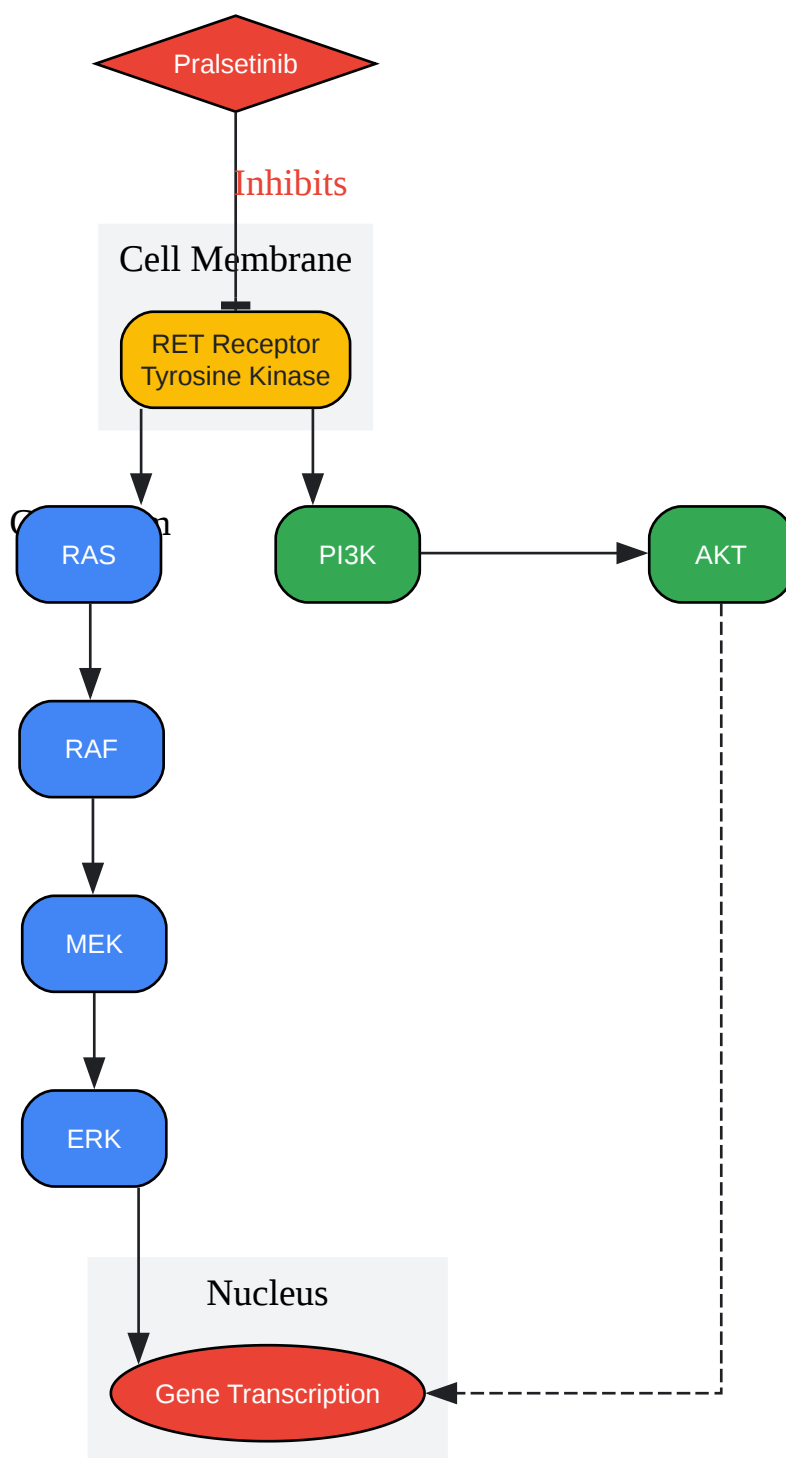 Pralsetinib
Inhibits
Cell Membrane
RET Receptor
Tyrosine Kinase
RAS
PI3K
AKT
RAF
MEK
ERK
Nucleus
Gene Transcription